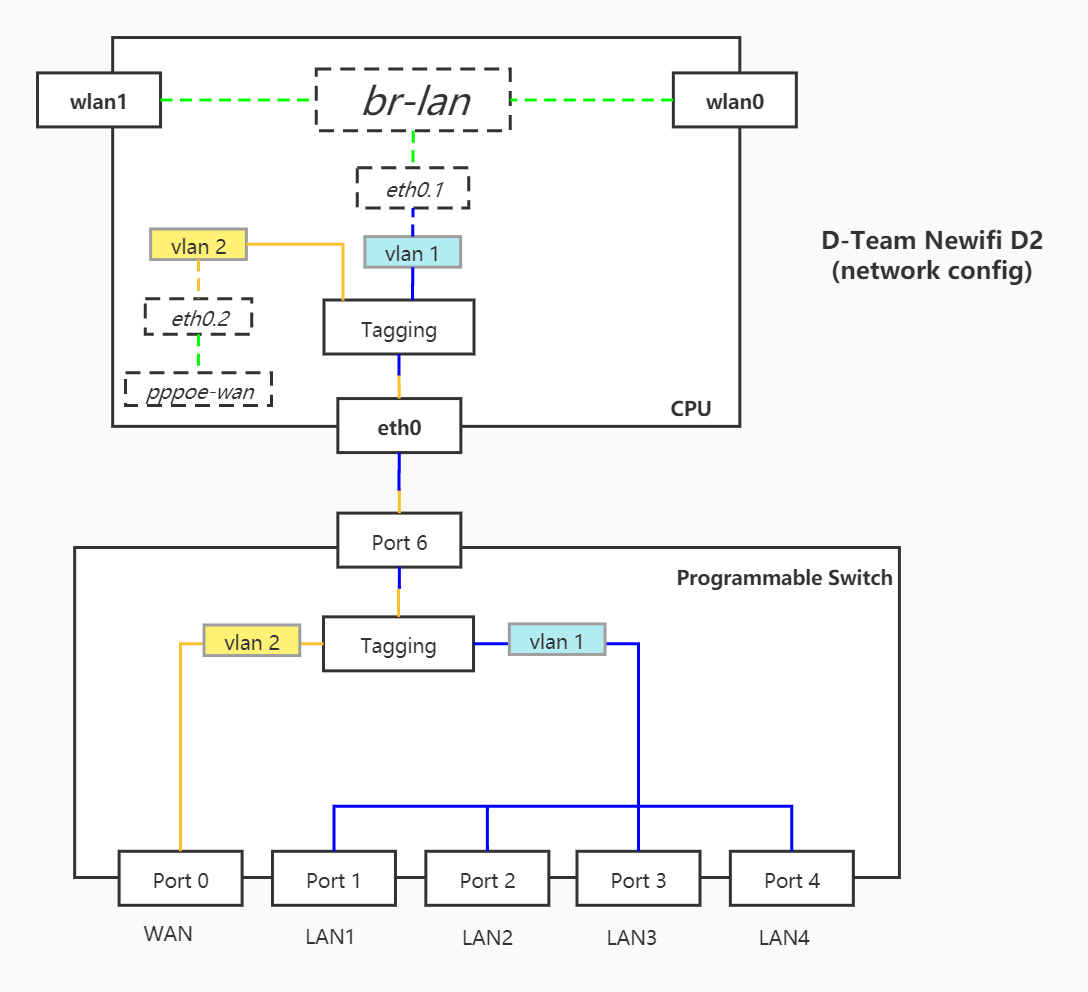 wlan1
br-lan
wlan0
eth0.1
vlan 2
vlan 1
D-Team Newifi D2
(network config)
eth0.2
Tagging
pppoe-wan
CPU
eth0
Port 6
Programmable Switch
vlan 2
Tagging
vlan 1
Port 0
Port 1
Port 2
Port 3
Port 4
WAN
LAN1
LAN2
LAN3
LAN4